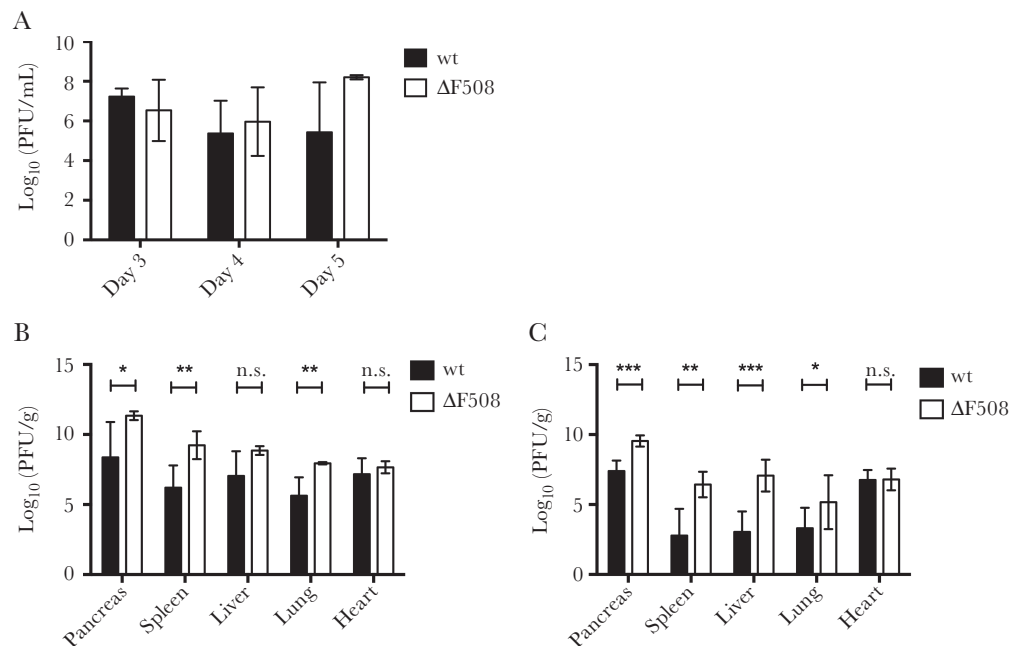 A
Log10 (PFU/mL)
10
8
6
4
2
0
Day 3
Day 4
Day 5
wt
ΔF508
B
Log10 (PFU/g)
15
10
5
0
*
**
n.s.
**
n.s.
Pancreas
Spleen
Liver
Lung
Heart
wt
ΔF508
C
Log10 (PFU/g)
15
10
5
0
***
**
***
*
n.s.
Pancreas
Spleen
Liver
Lung
Heart
wt
ΔF508